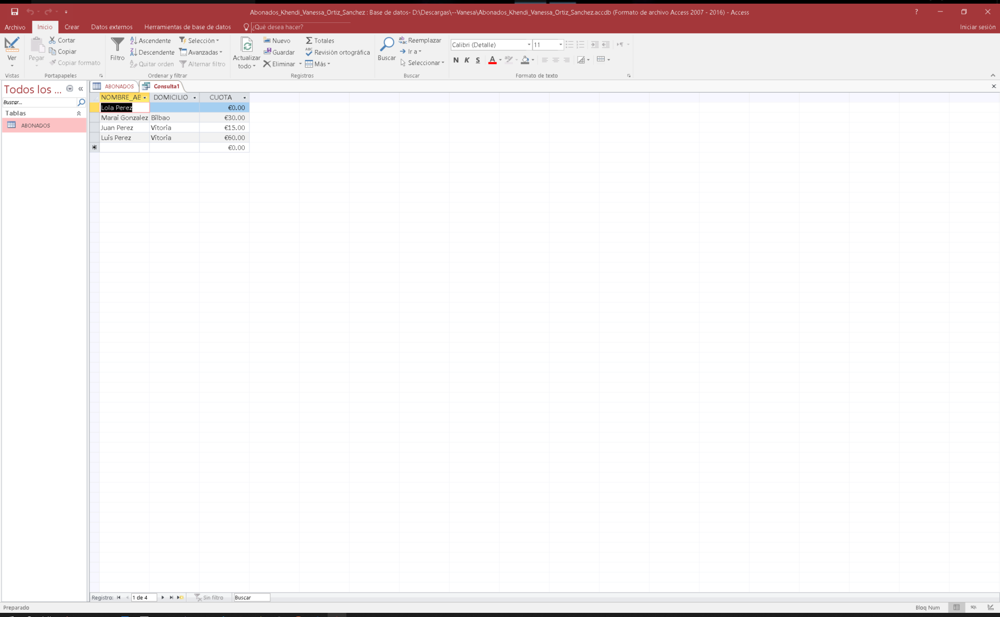 Abonados_Khendi_Vanessa_Ortiz_Sanchez : Base de datos- D:\Descargas\--Vanesa\Abonados_Khendi_Vanessa_Ortiz_Sanchez.accdb (Formato de archivo Access 2007 - 2016) - Access
?
Archivo Inicio Crear Datos externos Herramientas de base de datos ¿Qué desea hacer? Iniciar sesión
Ver
Vistas
Pegar
Cortar
Copiar
Copiar formato
Portapapeles
Filtro
Ascendente
Descendente
Quitar orden
Selección
Avanzadas
Alternar filtro
Ordenar y filtrar
Actualizar
todo
Nuevo
Guardar
Eliminar
Totales
Revisión ortográfica
Más
Registros
Buscar
Reemplazar
Ir a
Seleccionar
Buscar
Calibri (Detalle) 11
N K S A
Formato de texto
Todos los ...
Buscar...
Tablas
ABONADOS
ABONADOS Consulta1
NOMBRE_AB DOMICILIO CUOTA
Lola Perez €0.00
Marai Gonzalez Bilbao €30.00
Juan Perez Vitoria €15.00
Luis Perez Vitoria €60.00
* €0.00
Registro: 1 de 4 Sin filtro Buscar
Preparado Bloq Num SQL